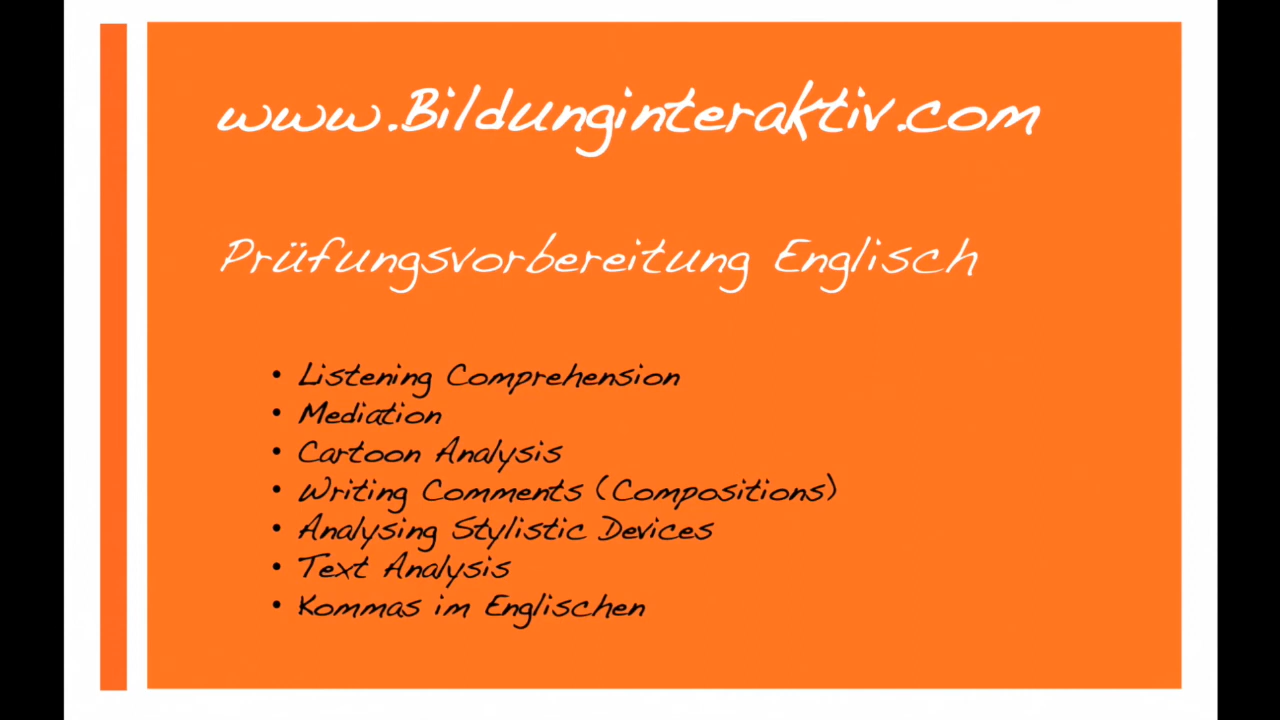 www.Bildunginteraktiv.com
Prüfungsvorbereitung Englisch
• Listening Comprehension
• Mediation
• Cartoon Analysis
• Writing Comments (Compositions)
• Analysing Stylistic Devices
• Text Analysis
• Kommas im Englischen